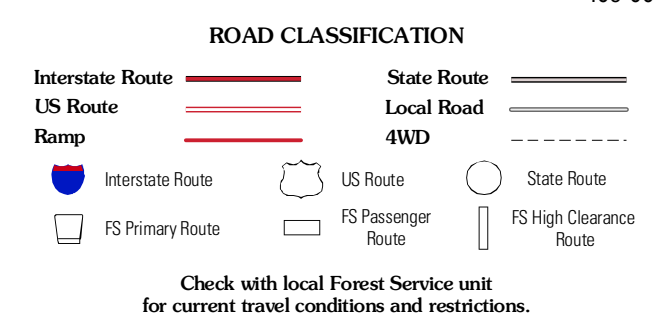 ROAD CLASSIFICATION
Interstate Route
State Route
US Route
Local Road
Ramp
4WD
Interstate Route
US Route
State Route
FS Primary Route
FS Passenger
Route
FS High Clearance
Route
Check with local Forest Service unit
for current travel conditions and restrictions.